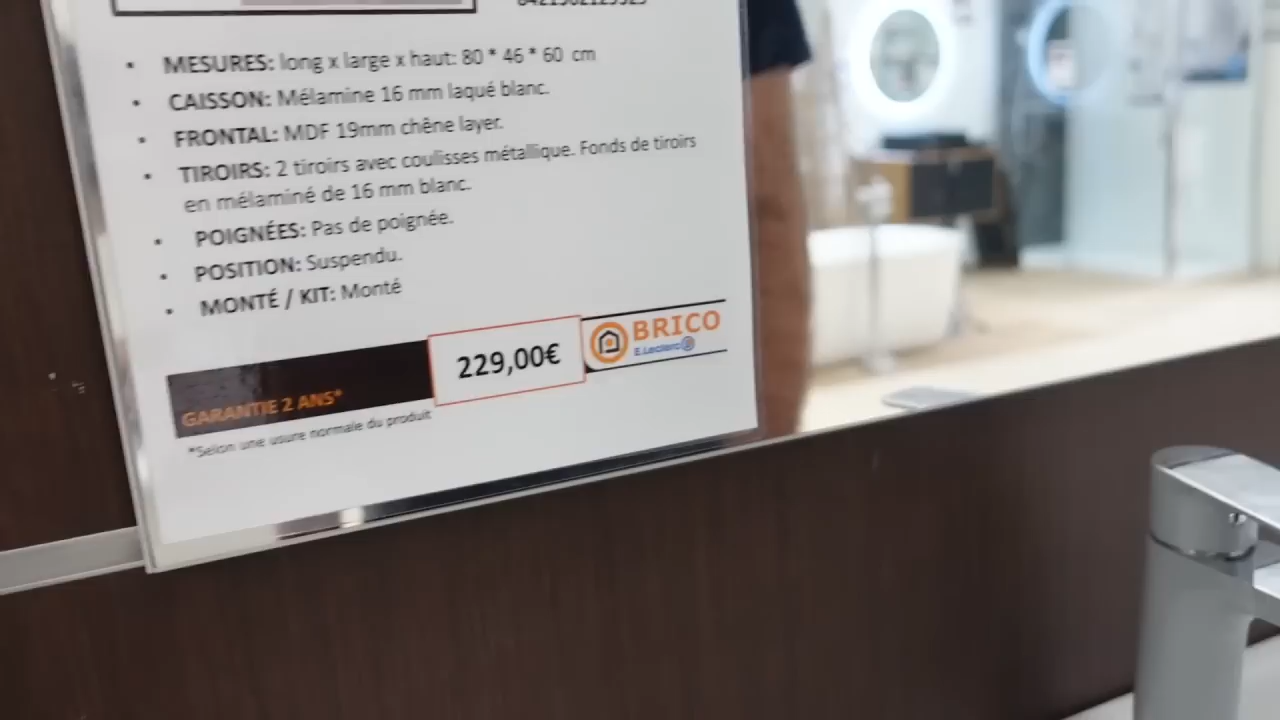 • MESURES: long x large x haut: 80 * 46 * 60 cm
• CAISSON: Mélamine 16 mm laqué blanc.
• FRONTAL: MDF 19mm chêne layer.
• TIROIRS: 2 tiroirs avec coulisses métallique. Fonds de tiroirs
en mélaminé de 16 mm blanc.
• POIGNÉES: Pas de poignée.
• POSITION: Suspendu.
• MONTÉ / KIT: Monté
BRICO
E.Leclerc
229,00€
GARANTIE 2 ANS*
*Selon une usure normale du produit